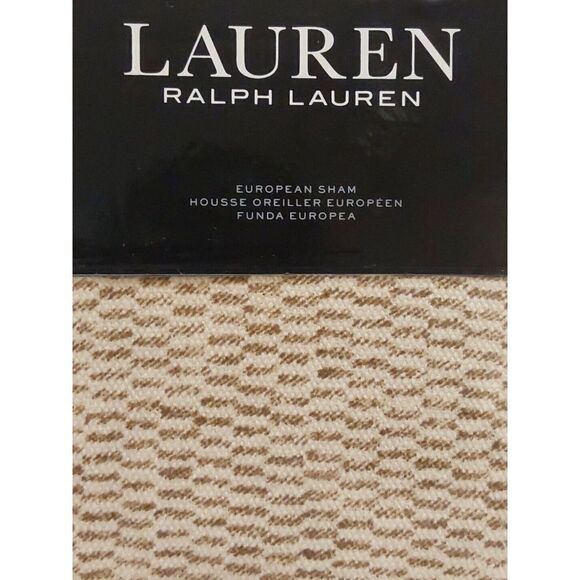 LAUREN
RALPH LAUREN
EUROPEAN SHAM
HOUSSE OREILLER EUROPÉEN
FUNDA EUROPEA